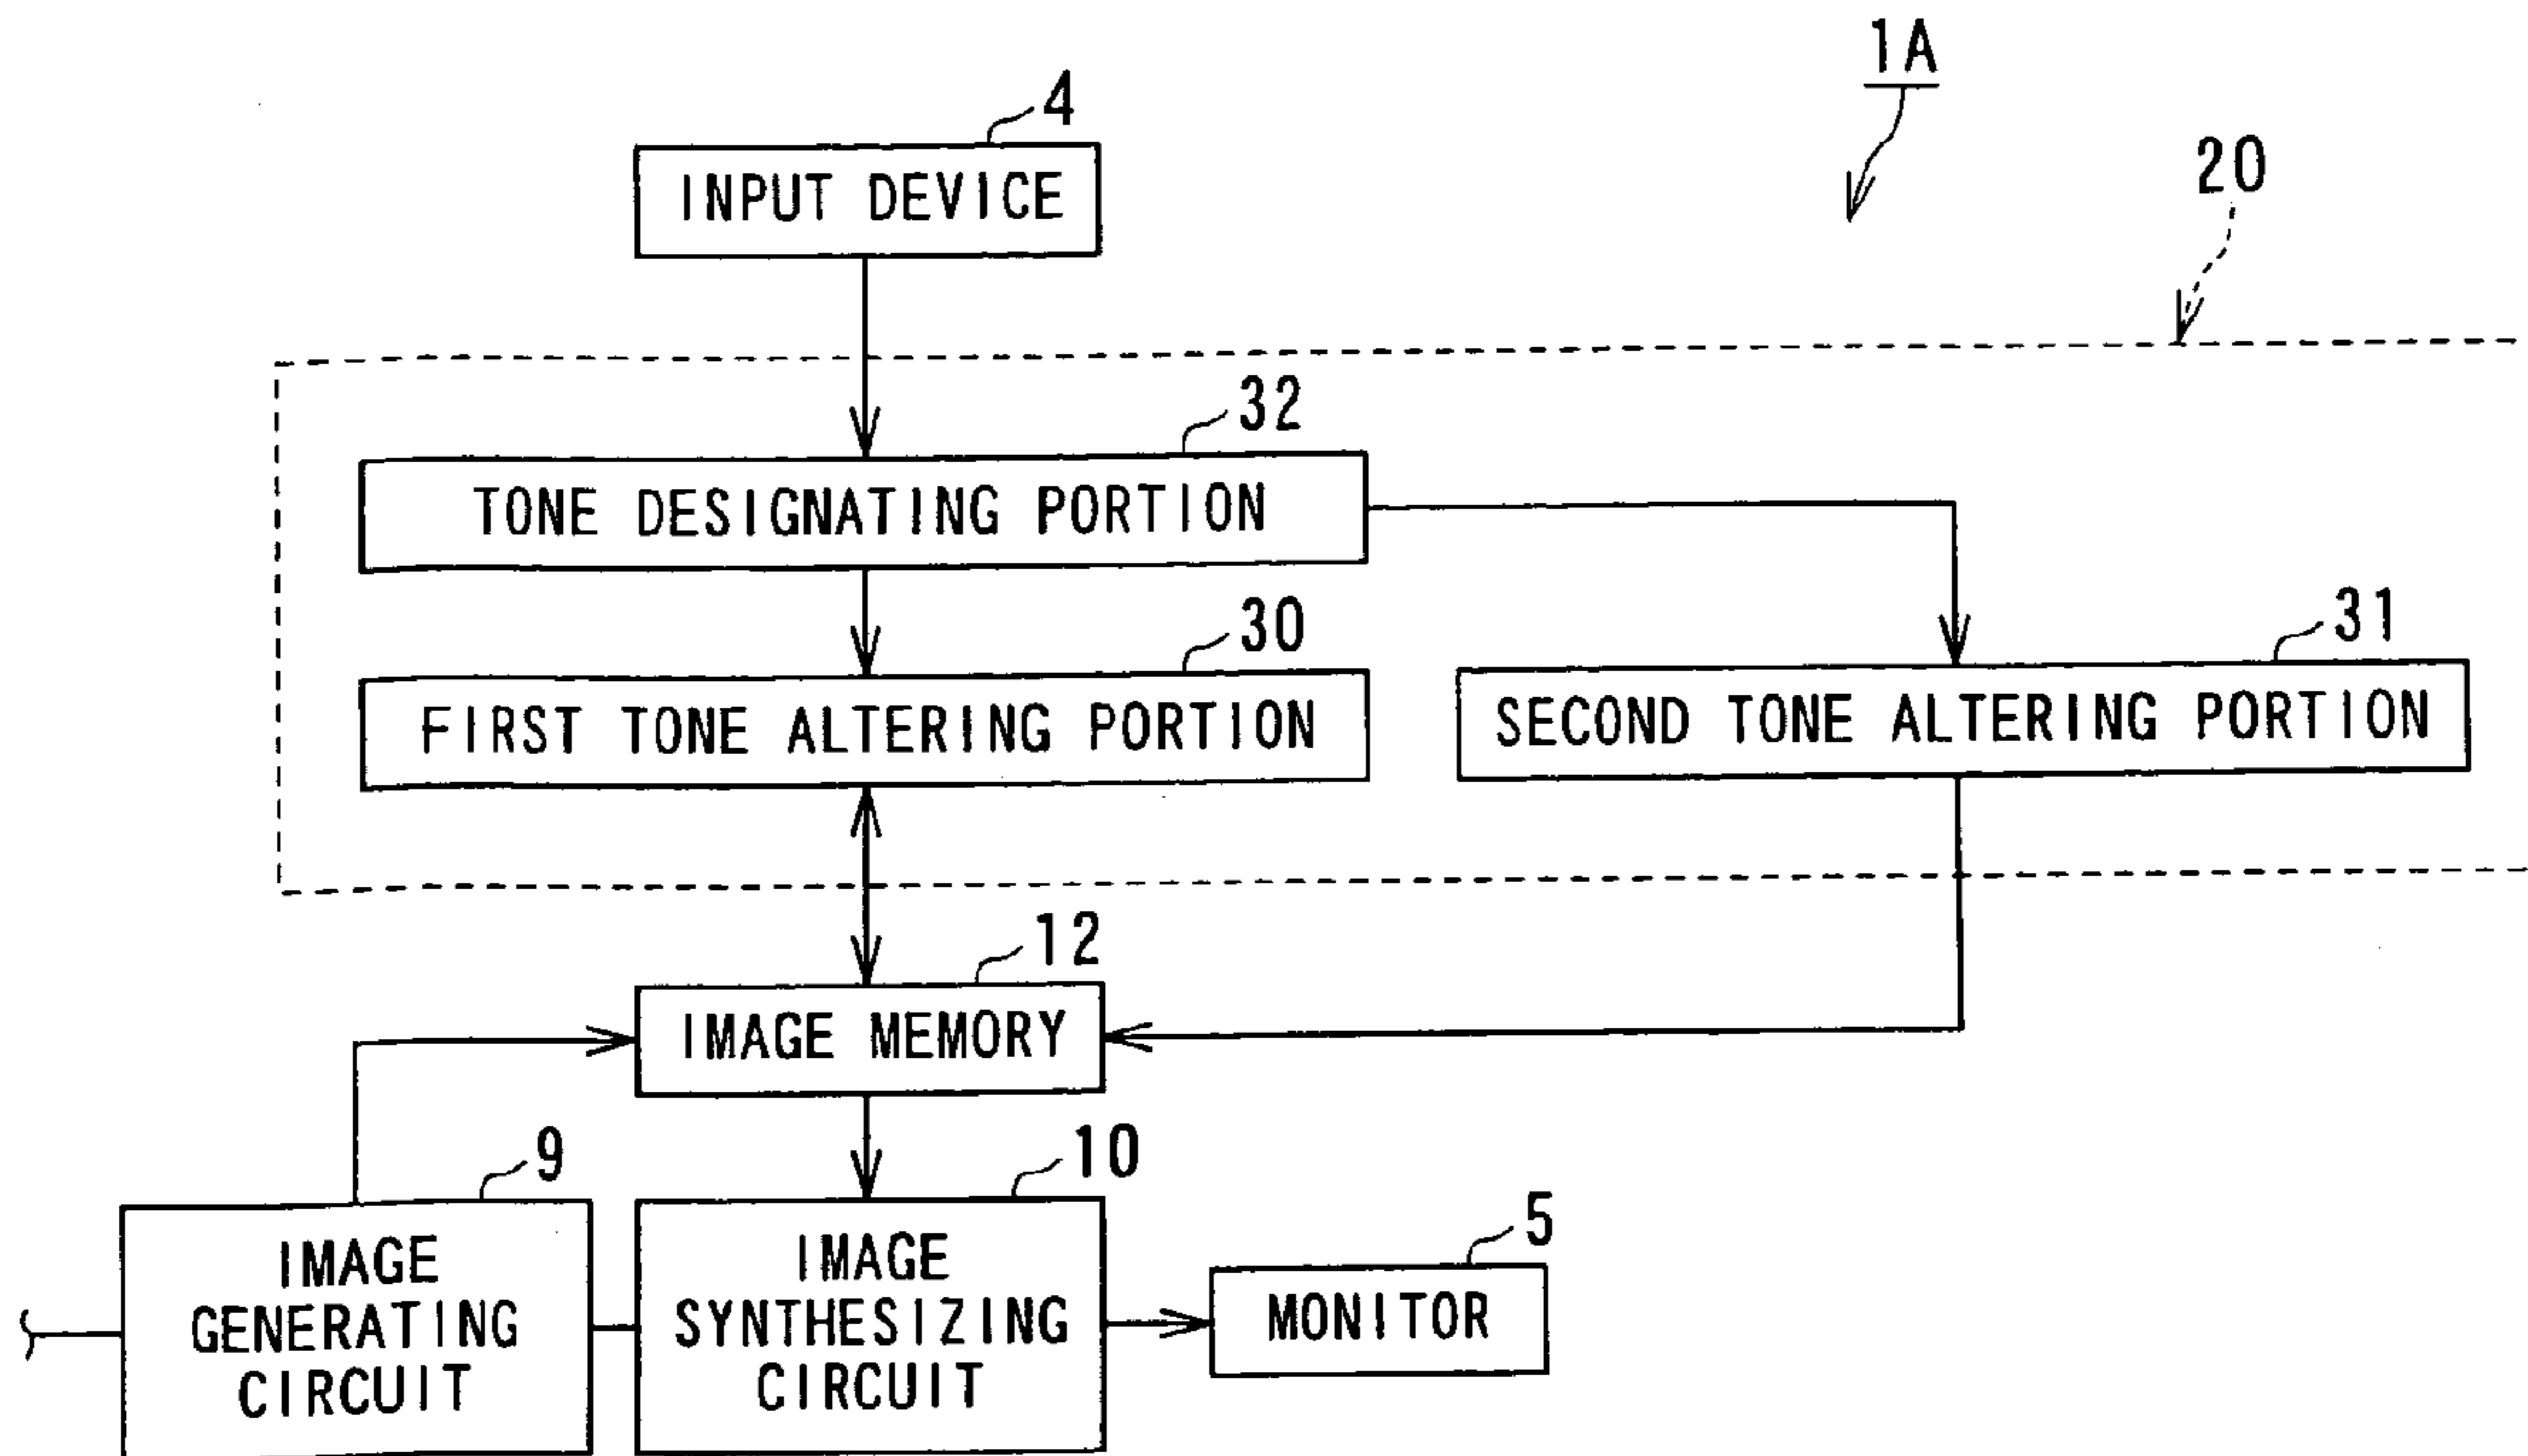 1A
4
INPUT DEVICE
20
32
TONE DESIGNATING PORTION
30
FIRST TONE ALTERING PORTION
31
SECOND TONE ALTERING PORTION
12
IMAGE MEMORY
9
IMAGE
GENERATING
CIRCUIT
10
IMAGE
SYNTHESIZING
CIRCUIT
5
MONITOR